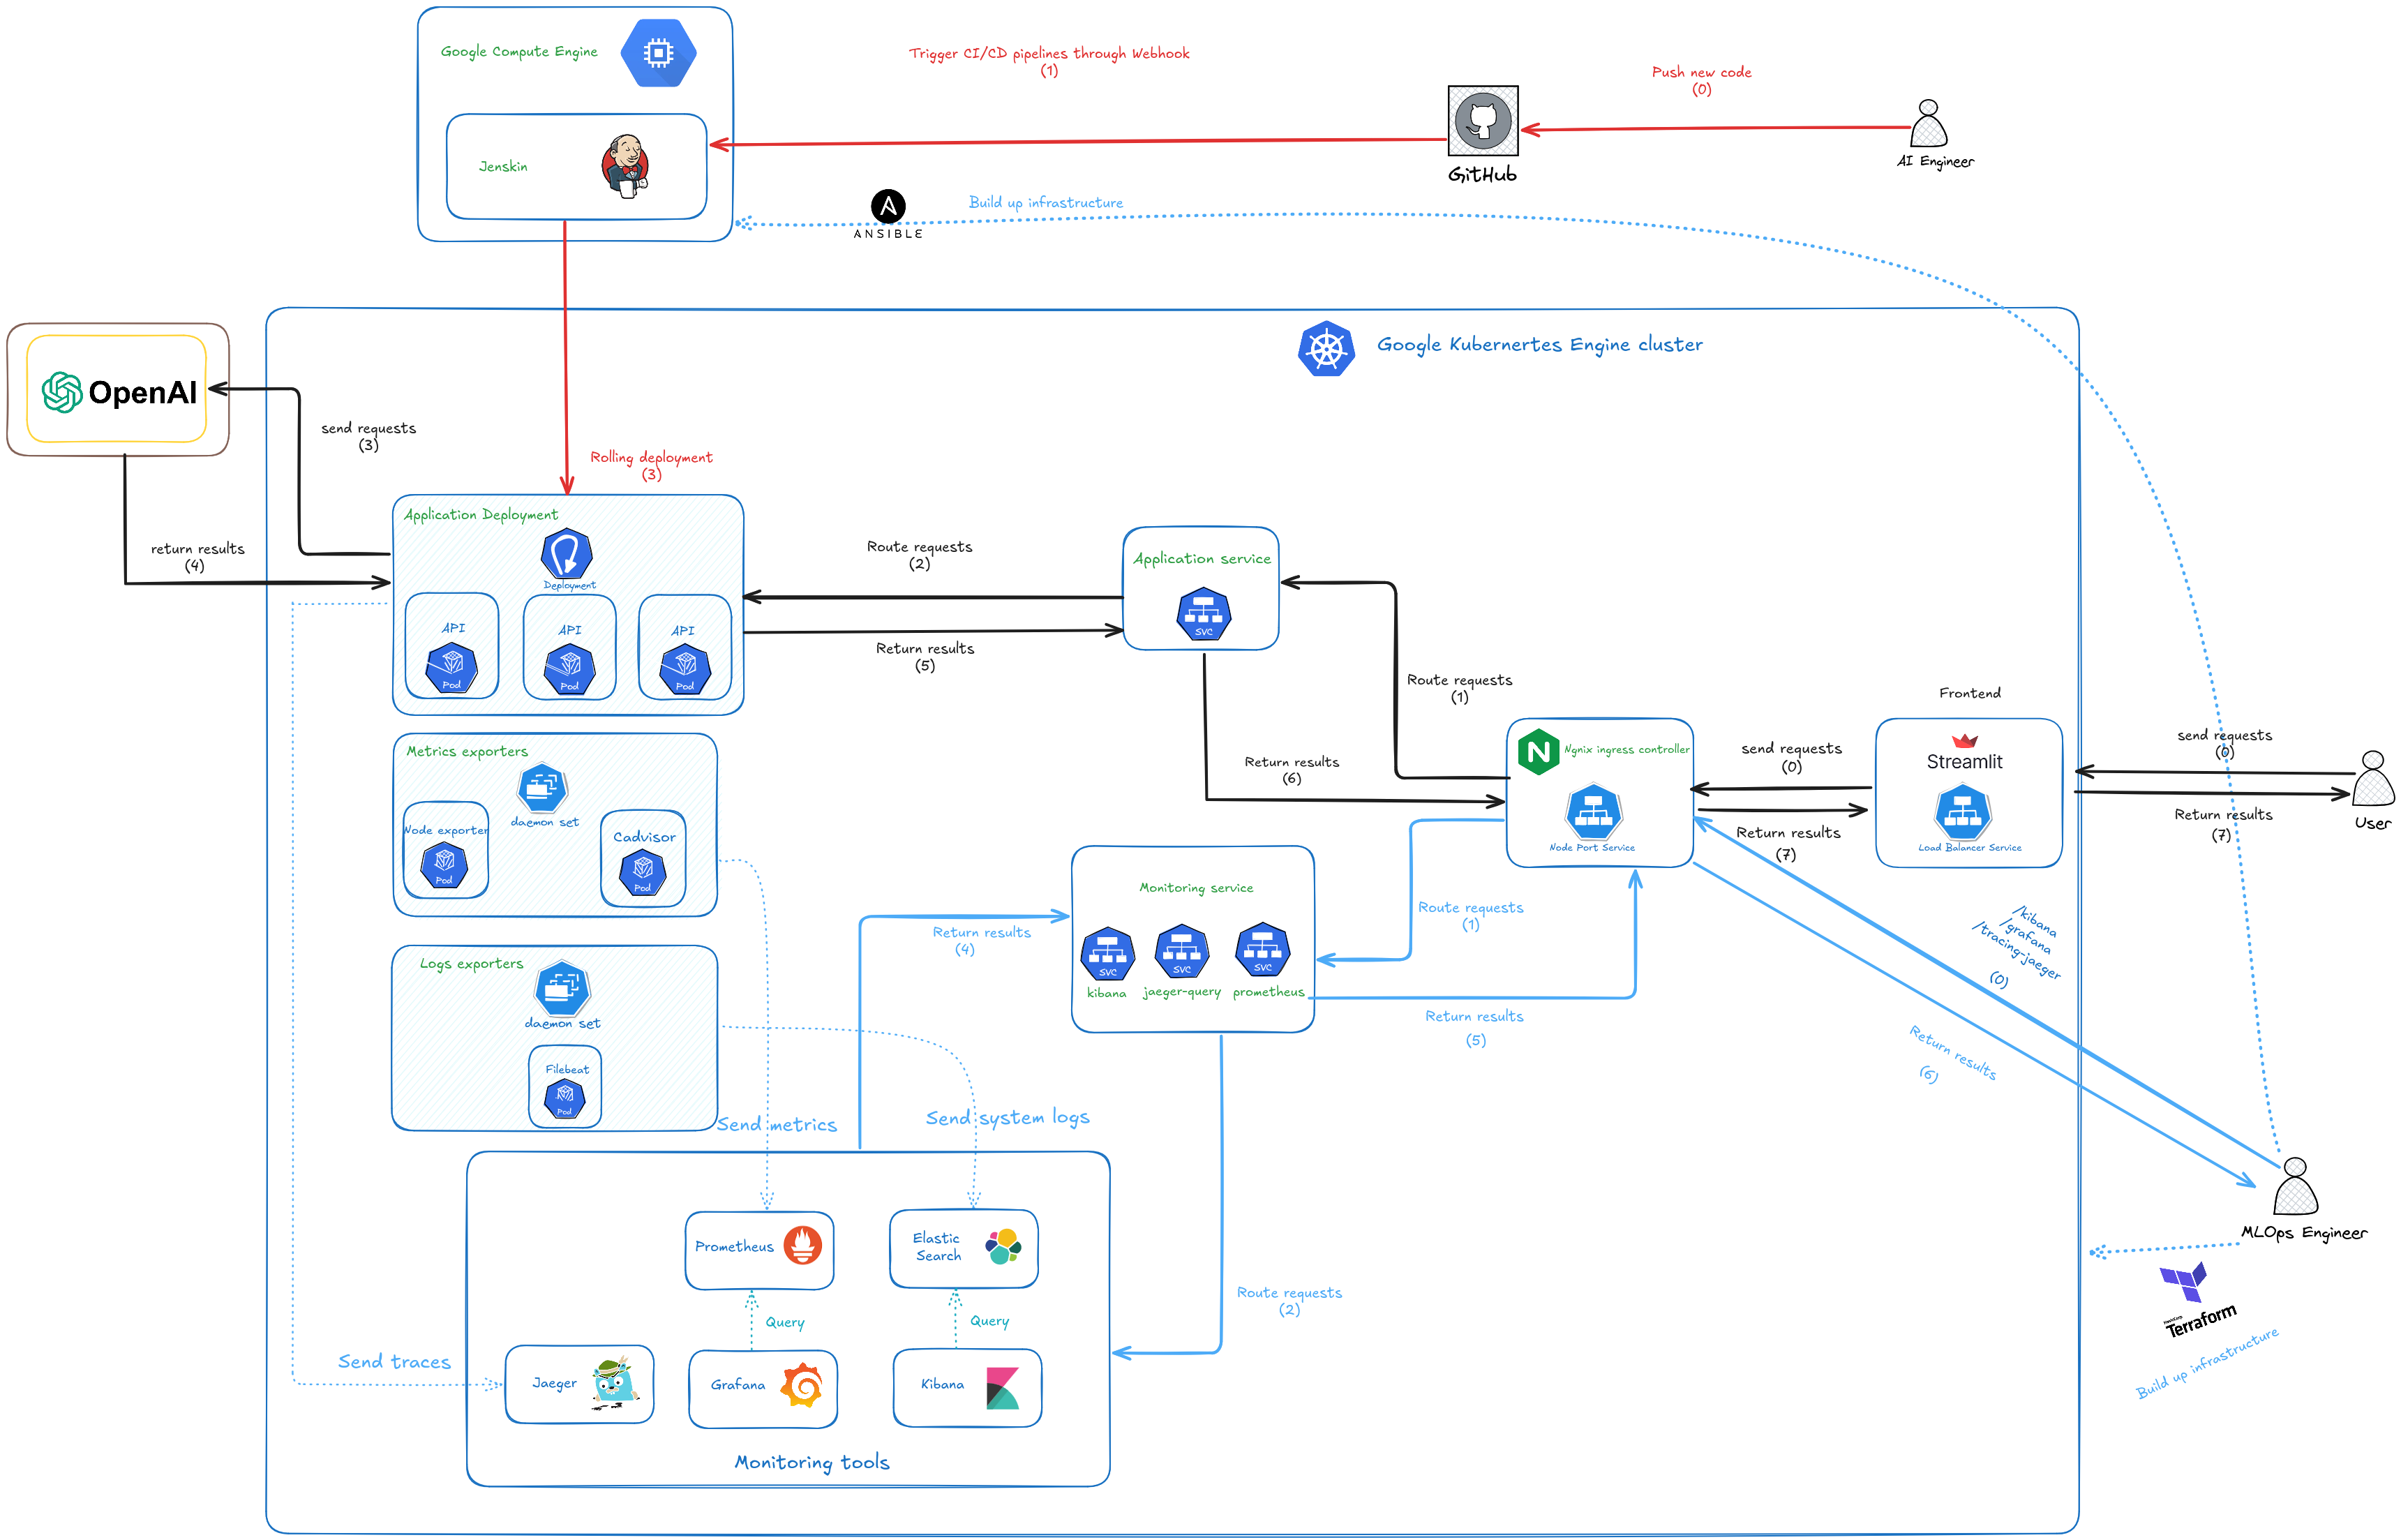 Google Compute Engine
Jenskin
Trigger CI/CD pipelines through Webhook
(1)
Push new code
(0)
GitHub
AI Engineer
ANSIBLE
Build up infrastructure
Google Kubernertes Engine cluster
OpenAI
send requests
(3)
return results
(4)
Rolling deployment
(3)
Application Deployment
Deployment
API
Pod
API
Pod
API
Pod
Route requests
(2)
Return results
(5)
Application service
SVC
Route requests
(1)
Return results
(6)
Ngnix ingress controller
Node Port Service
send requests
(0)
Return results
(7)
Frontend
Streamlit
Load Balancer Service
send requests
(0)
Return results
(7)
User
Metrics exporters
daemon set
Node exporter
Pod
Cadvisor
Pod
Logs exporters
daemon set
Filebeat
Pod
Send metrics
Send system logs
Return results
(4)
Monitoring service
SVC
kibana
SVC
jaeger-query
SVC
prometheus
Route requests
(1)
Return results
(5)
/kibana
/grafana
/tracing-jaeger
(0)
Return results
(6)
MLOps Engineer
HashiCorp
Terraform
Build up infrastructure
Route requests
(2)
Prometheus
Elastic
Search
Query
Query
Send traces
Jaeger
Grafana
Kibana
Monitoring tools